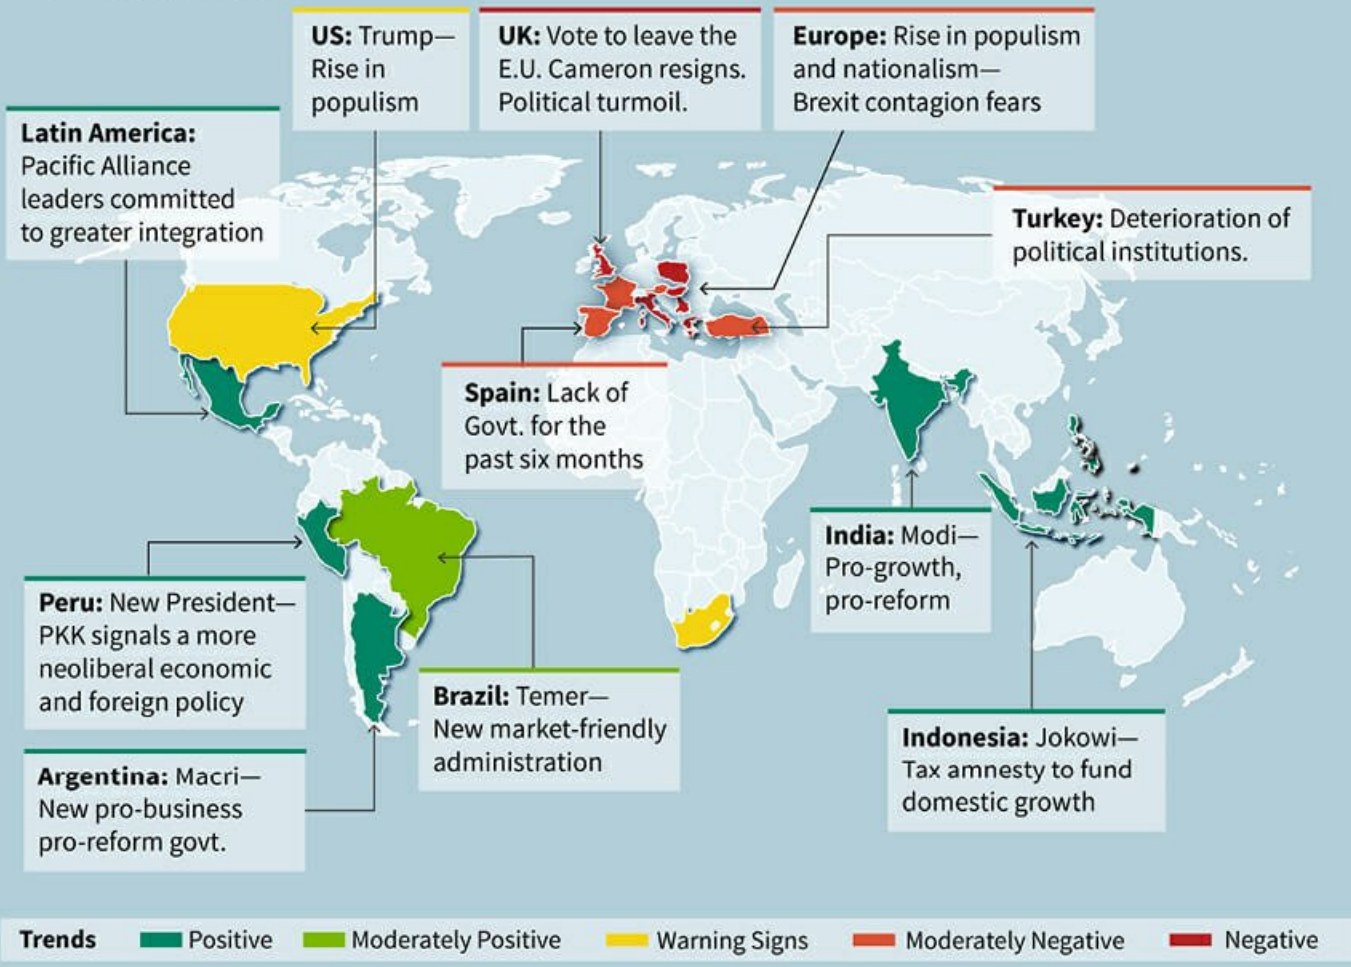 US: Trump—
Rise in
populism
UK: Vote to leave the
E.U. Cameron resigns.
Political turmoil.
Europe: Rise in populism
and nationalism—
Brexit contagion fears
Latin America:
Pacific Alliance
leaders committed
to greater integration
Turkey: Deterioration of
political institutions.
Spain: Lack of
Govt. for the
past six months
India: Modi—
Pro-growth,
pro-reform
Peru: New President—
PKK signals a more
neoliberal economic
and foreign policy
Brazil: Temer—
New market-friendly
administration
Indonesia: Jokowi—
Tax amnesty to fund
domestic growth
Argentina: Macri—
New pro-business
pro-reform govt.
Trends Positive Moderately Positive Warning Signs Moderately Negative Negative